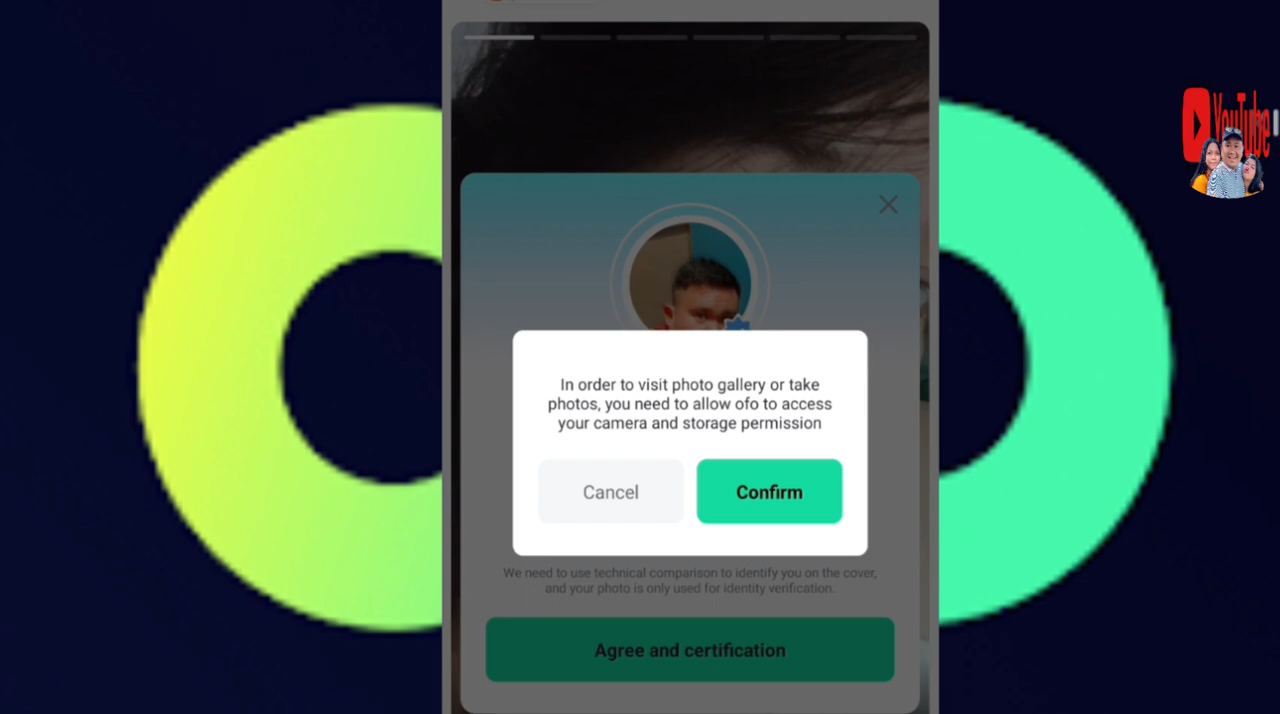 YouTube
In order to visit photo gallery or take
photos, you need to allow ofo to access
your camera and storage permission
Cancel
Confirm
We need to use technical comparison to identify you on the cover,
and your photo is only used for identity verification.
Agree and certification